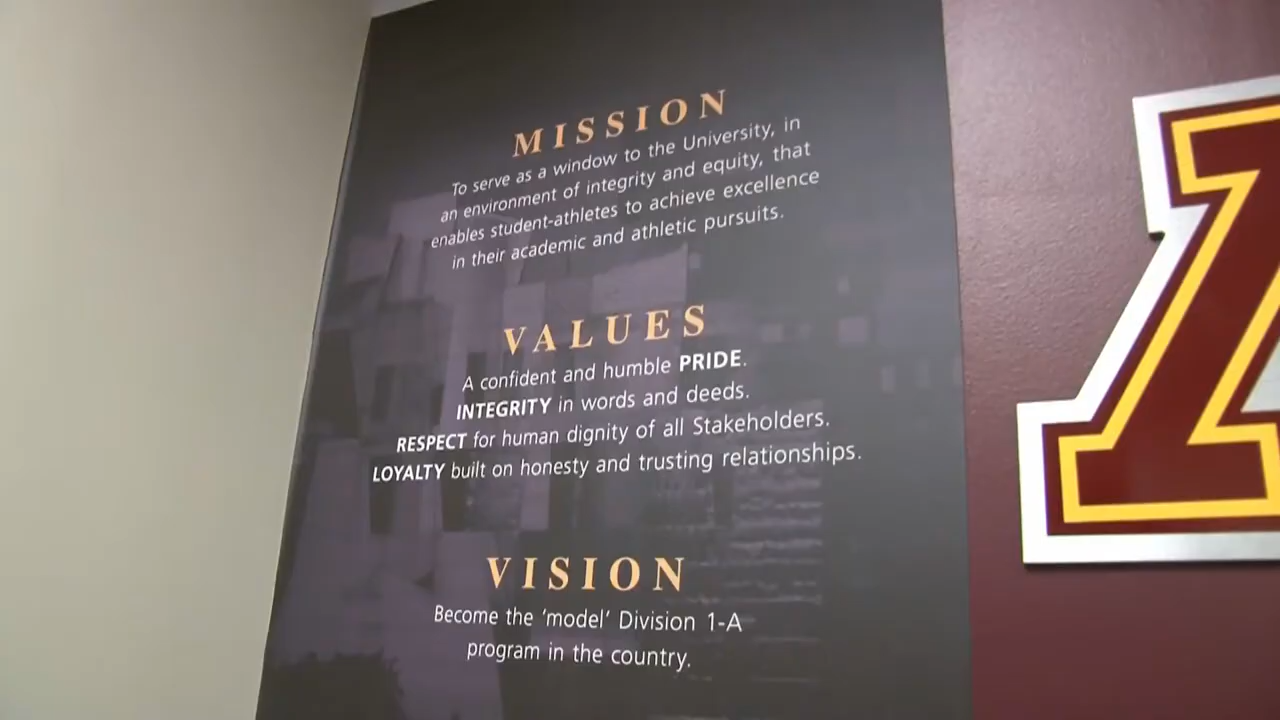 MISSION
To serve as a window to the University, in
an environment of integrity and equity, that
enables student-athletes to achieve excellence
in their academic and athletic pursuits.
VALUES
A confident and humble PRIDE.
INTEGRITY in words and deeds.
RESPECT for human dignity of all Stakeholders.
LOYALTY built on honesty and trusting relationships.
VISION
Become the ‘model’ Division 1-A
program in the country.